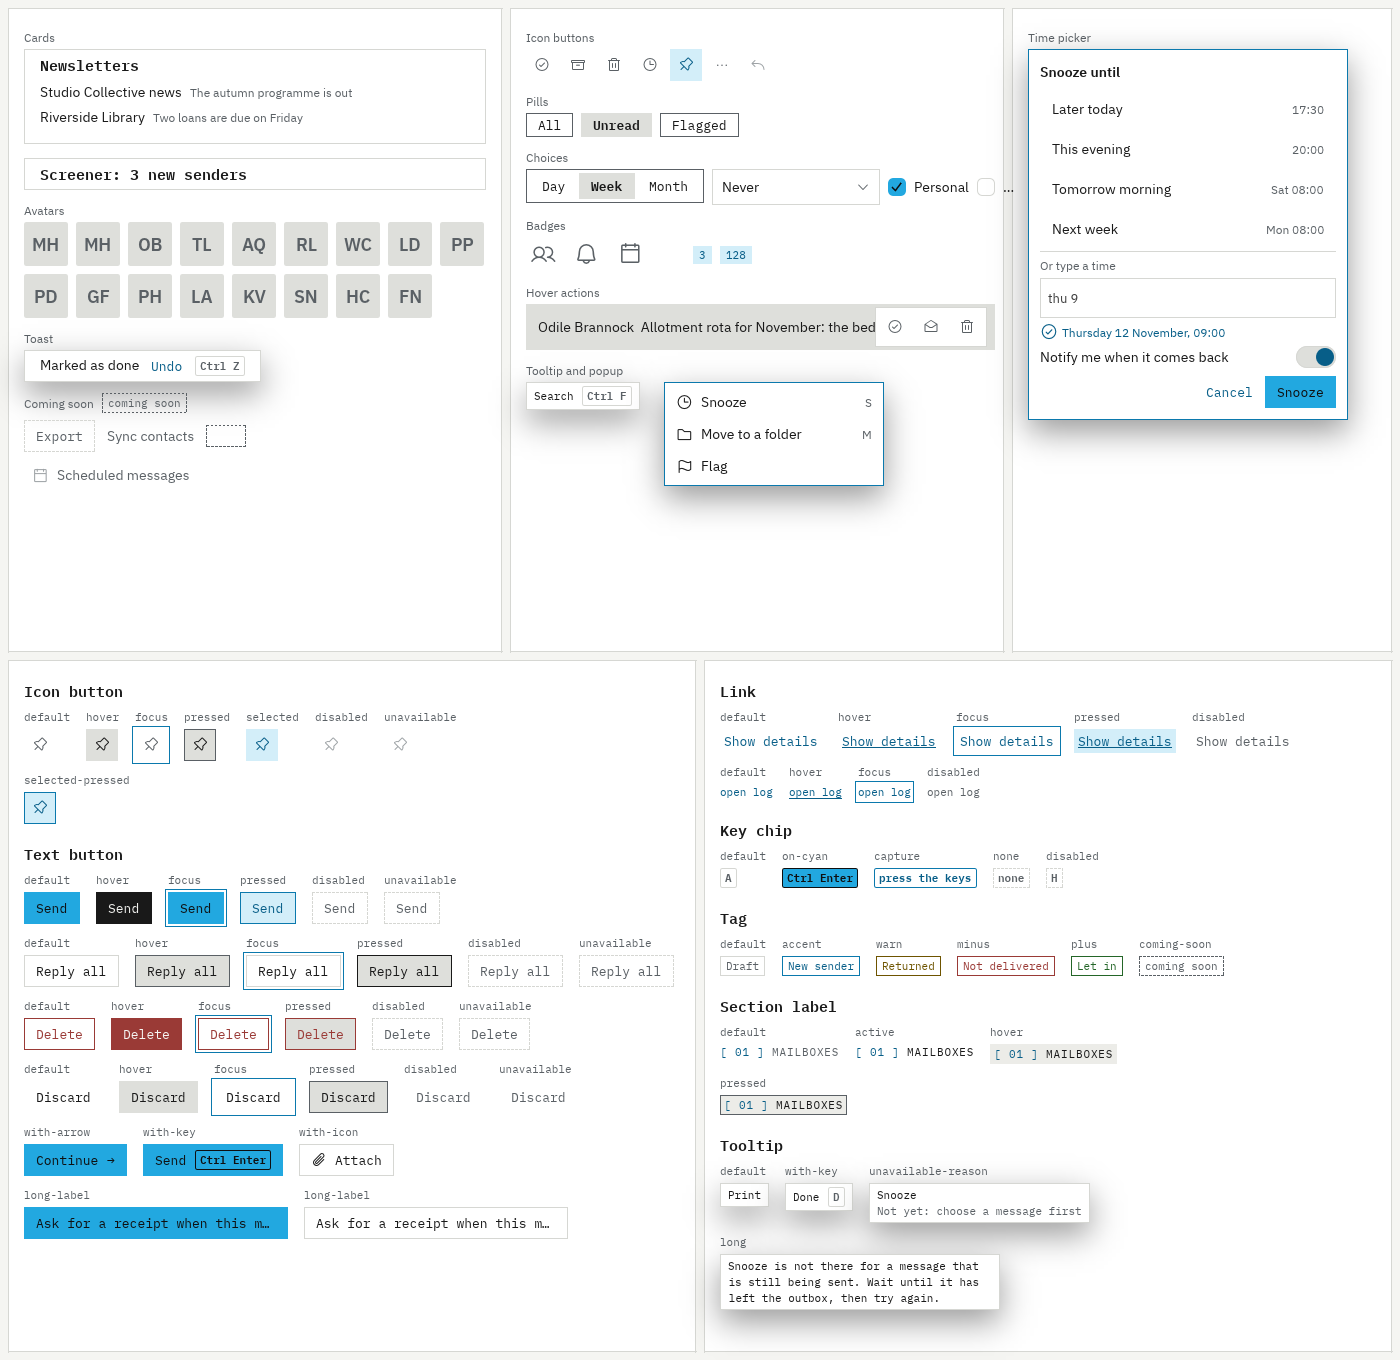 Cards
Newsletters
Studio Collective news The autumn programme is out
Riverside Library Two loans are due on Friday
Screener: 3 new senders
Avatars
MH MH OB TL AQ RL WC LD PP
PD GF PH LA KV SN HC FN
Toast
Marked as done Undo Ctrl Z
Coming soon coming soon
Export Sync contacts
Scheduled messages
Icon buttons
Pills
All Unread Flagged
Choices
Day Week Month Never Personal ...
Badges
3 128
Hover actions
Odile Brannock Allotment rota for November: the bed
Tooltip and popup
Search Ctrl F
Snooze S
Move to a folder M
Flag
Time picker
Snooze until
Later today 17:30
This evening 20:00
Tomorrow morning Sat 08:00
Next week Mon 08:00
Or type a time
thu 9
Thursday 12 November, 09:00
Notify me when it comes back
Cancel Snooze
Icon button
default hover focus pressed selected disabled unavailable
selected-pressed
Text button
default hover focus pressed disabled unavailable
Send Send Send Send Send Send
default hover focus pressed disabled unavailable
Reply all Reply all Reply all Reply all Reply all Reply all
default hover focus pressed disabled unavailable
Delete Delete Delete Delete Delete Delete
default hover focus pressed disabled unavailable
Discard Discard Discard Discard Discard Discard
with-arrow with-key with-icon
Continue → Send Ctrl Enter Attach
long-label long-label
Ask for a receipt when this m… Ask for a receipt when this m…
Link
default hover focus pressed disabled
Show details Show details Show details Show details Show details
default hover focus disabled
open log open log open log open log
Key chip
default on-cyan capture none disabled
A Ctrl Enter press the keys none H
Tag
default accent warn minus plus coming-soon
Draft New sender Returned Not delivered Let in coming soon
Section label
default active hover
[ 01 ] MAILBOXES [ 01 ] MAILBOXES [ 01 ] MAILBOXES
pressed
[ 01 ] MAILBOXES
Tooltip
default with-key unavailable-reason
Print Done D Snooze
Not yet: choose a message first
long
Snooze is not there for a message that
is still being sent. Wait until it has
left the outbox, then try again.